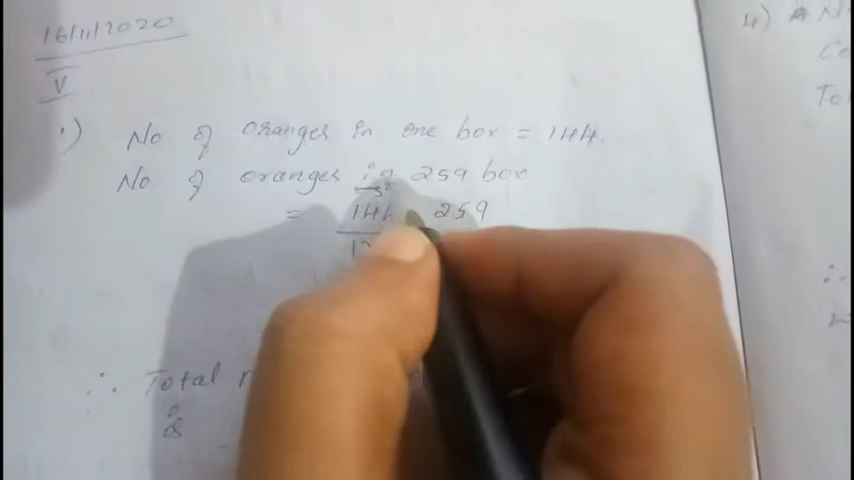 16/11/2020
V
1) No of oranges in one box = 144.
No of oranges in 259 box
= 144 259
∴ Total
is
4)